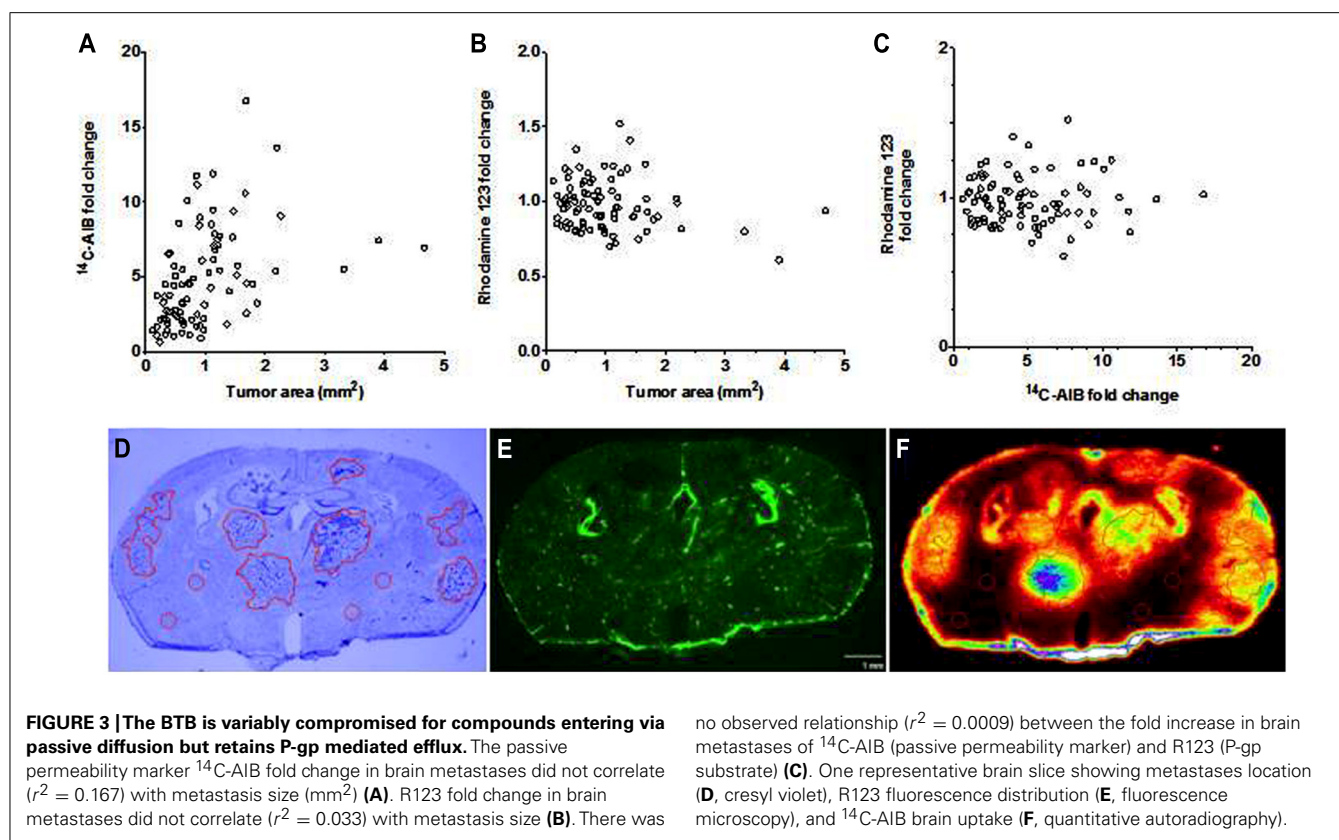 A
B
C
20
15
10
5
0
¹⁴C-AIB fold change
0 1 2 3 4 5
Tumor area (mm²)
2.0
1.5
1.0
0.5
0.0
Rhodamine 123 fold change
0 1 2 3 4 5
Tumor area (mm²)
2
1
0
Rhodamine 123
fold change
0 5 10 15 20
¹⁴C-AIB fold change
D
E
F
1 mm
FIGURE 3 | The BTB is variably compromised for compounds entering via
passive diffusion but retains P-gp mediated efflux. The passive
permeability marker ¹⁴C-AIB fold change in brain metastases did not correlate
(r² = 0.167) with metastasis size (mm²) (A). R123 fold change in brain
metastases did not correlate (r² = 0.033) with metastasis size (B). There was
no observed relationship (r² = 0.0009) between the fold increase in brain
metastases of ¹⁴C-AIB (passive permeability marker) and R123 (P-gp
substrate) (C). One representative brain slice showing metastases location
(D, cresyl violet), R123 fluorescence distribution (E, fluorescence
microscopy), and ¹⁴C-AIB brain uptake (F, quantitative autoradiography).